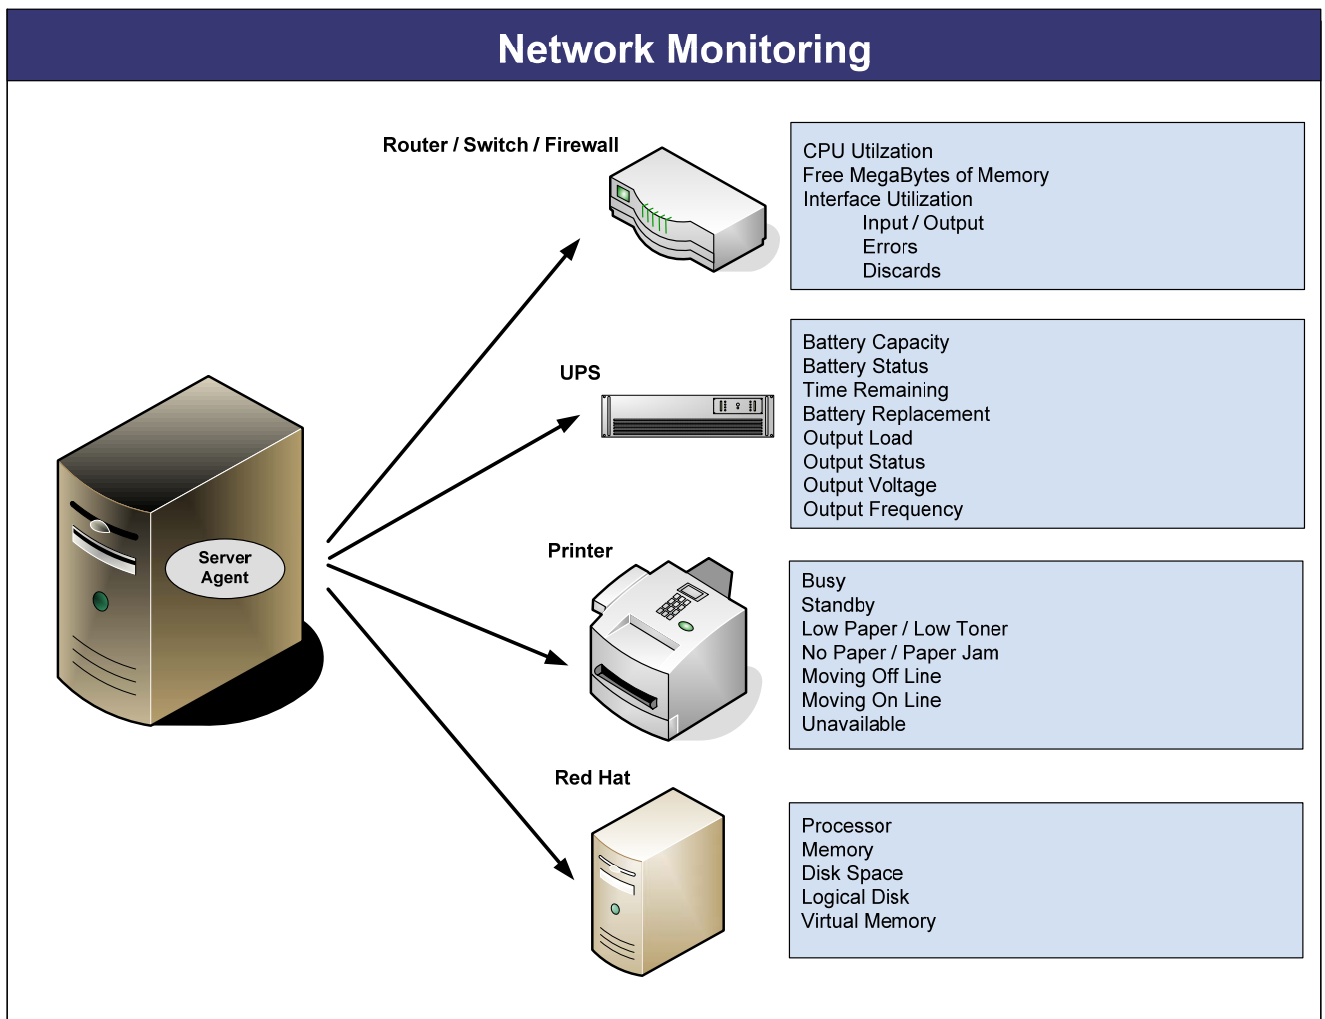 Network Monitoring
Router / Switch / Firewall
CPU Utilzation
Free MegaBytes of Memory
Interface Utilization
Input / Output
Errors
Discards
UPS
Battery Capacity
Battery Status
Time Remaining
Battery Replacement
Output Load
Output Status
Output Voltage
Output Frequency
Server
Agent
Printer
Busy
Standby
Low Paper / Low Toner
No Paper / Paper Jam
Moving Off Line
Moving On Line
Unavailable
Red Hat
Processor
Memory
Disk Space
Logical Disk
Virtual Memory